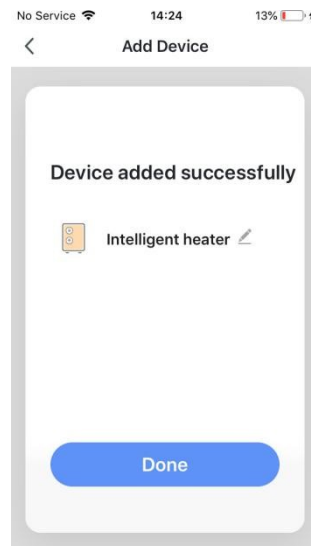 No Service 14:24 13%
Add Device
Device added successfully
Intelligent heater
Done